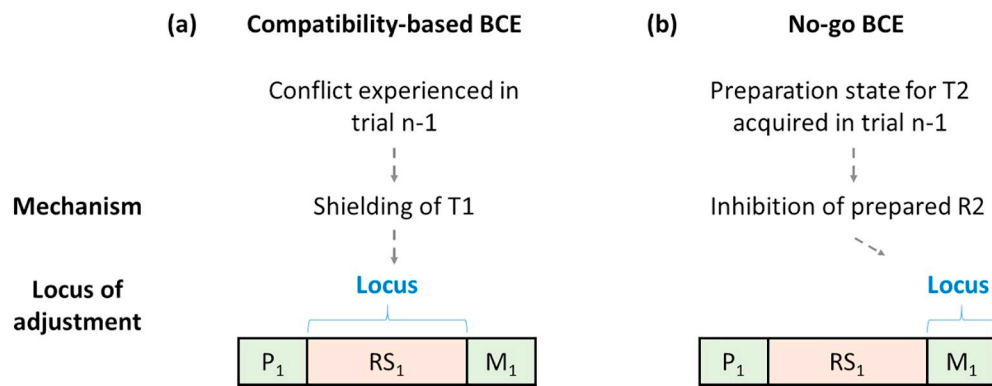 (a) Compatibility-based BCE
(b) No-go BCE
Conflict experienced in
trial n-1
Preparation state for T2
acquired in trial n-1
Mechanism
Shielding of T1
Inhibition of prepared R2
Locus of
adjustment
Locus
Locus
P₁ RS₁ M₁
P₁ RS₁ M₁